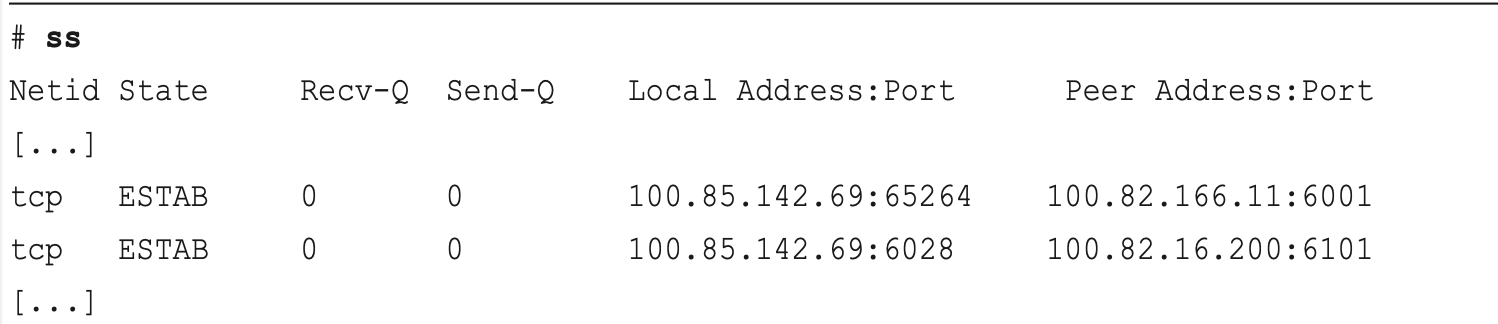 # ss
Netid State Recv-Q Send-Q Local Address:Port Peer Address:Port
[...]
tcp ESTAB 0 0 100.85.142.69:65264 100.82.166.11:6001
tcp ESTAB 0 0 100.85.142.69:6028 100.82.16.200:6101
[...]